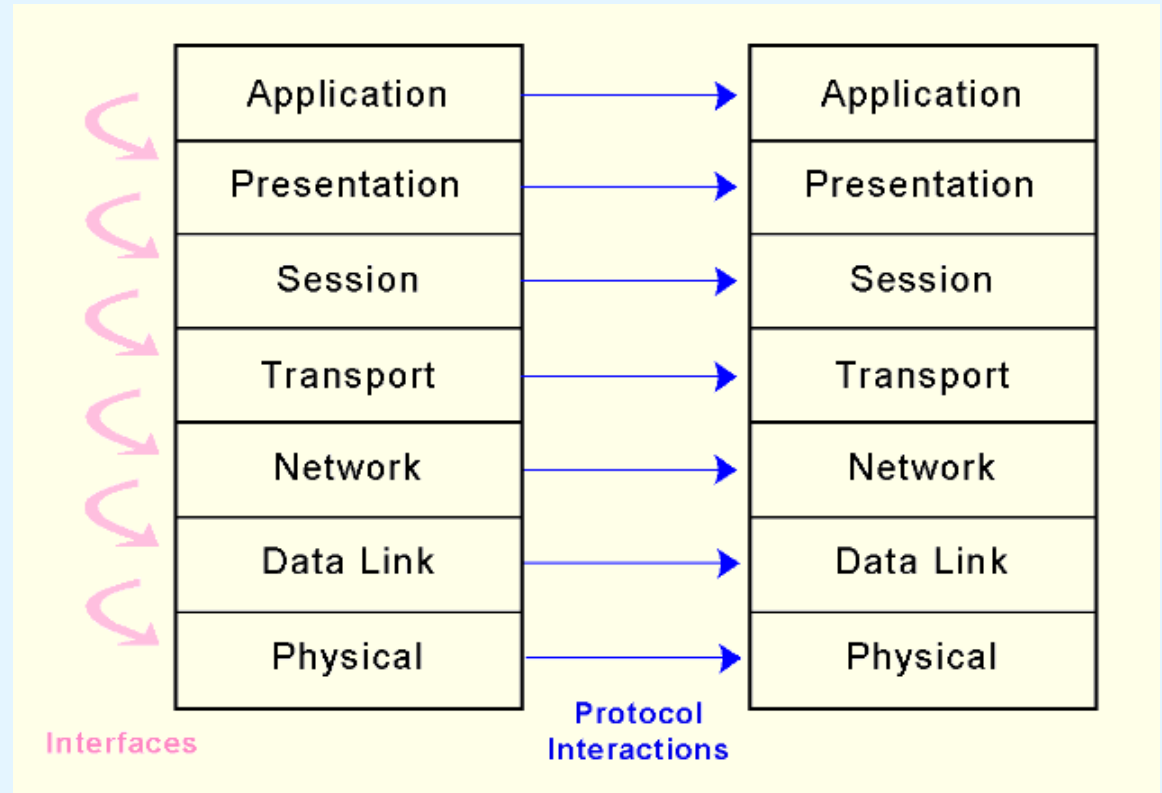 Application
Application
Presentation
Presentation
Session
Session
Transport
Transport
Network
Network
Data Link
Data Link
Physical
Physical
Interfaces
Protocol
Interactions